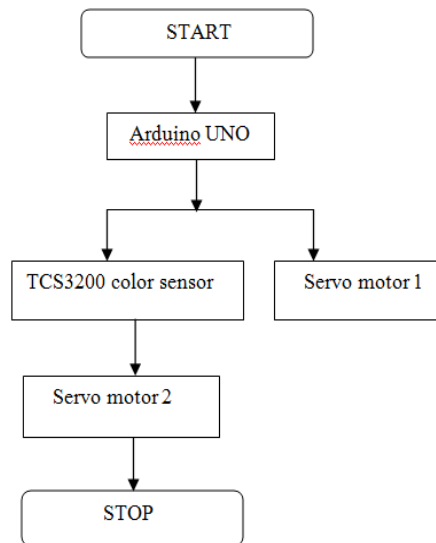 START
Arduino UNO
TCS3200 color sensor
Servo motor 1
Servo motor 2
STOP